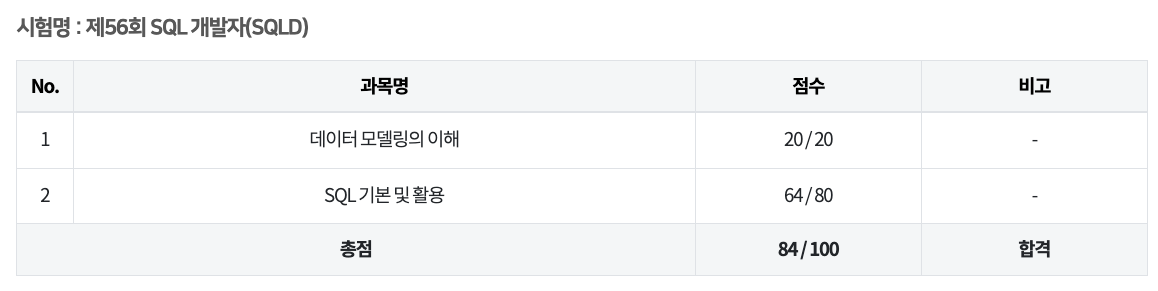 시험명 : 제56회 SQL 개발자(SQLD)
No. 과목명 점수 비고
1 데이터 모델링의 이해 20 / 20 -
2 SQL 기본 및 활용 64 / 80 -
총점 84 / 100 합격